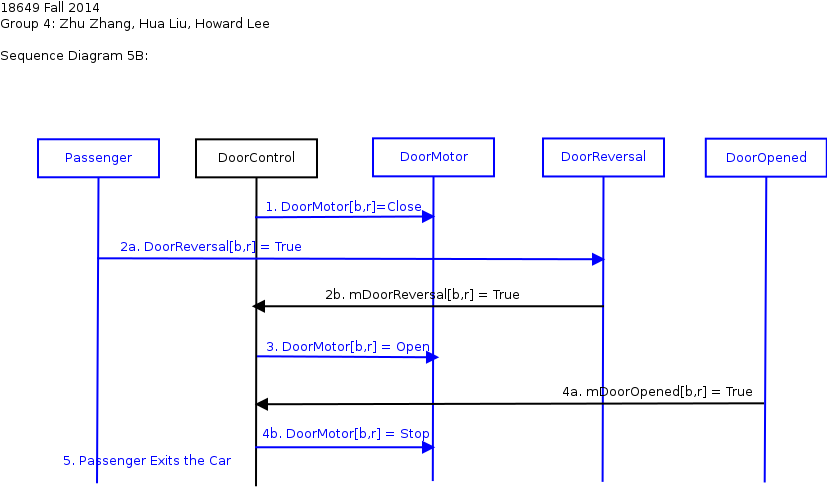 18649 Fall 2014
Group 4: Zhu Zhang, Hua Liu, Howard Lee
Sequence Diagram 5B:
Passenger
DoorControl
DoorMotor
DoorReversal
DoorOpened
1. DoorMotor[b,r]=Close
2a. DoorReversal[b,r] = True
2b. mDoorReversal[b,r] = True
3. DoorMotor[b,r] = Open
4a. mDoorOpened[b,r] = True
4b. DoorMotor[b,r] = Stop
5. Passenger Exits the Car